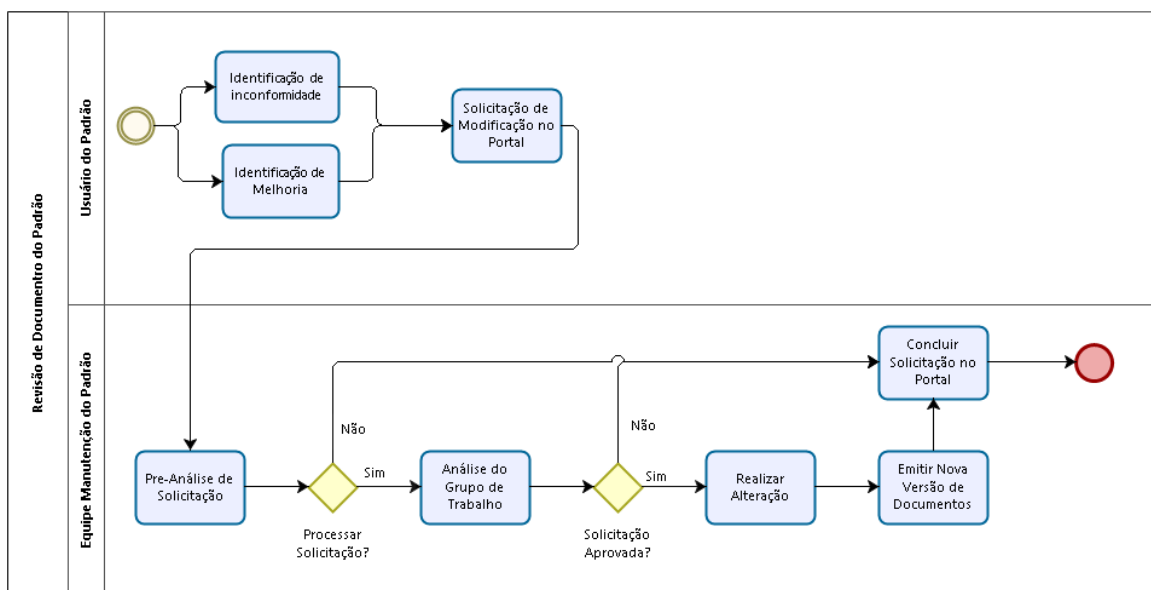 Revisão de Documentro do Padrão
Usuário do Padrão
Identificação de
inconformidade
Identificação de
Melhoria
Solicitação de
Modificação no
Portal
Equipe Manutenção do Padrão
Pre-Análise de
Solicitação
Processar
Solicitação?
Não
Sim
Análise do
Grupo de
Trabalho
Solicitação
Aprovada?
Não
Sim
Realizar
Alteração
Emitir Nova
Versão de
Documentos
Concluir
Solicitação no
Portal